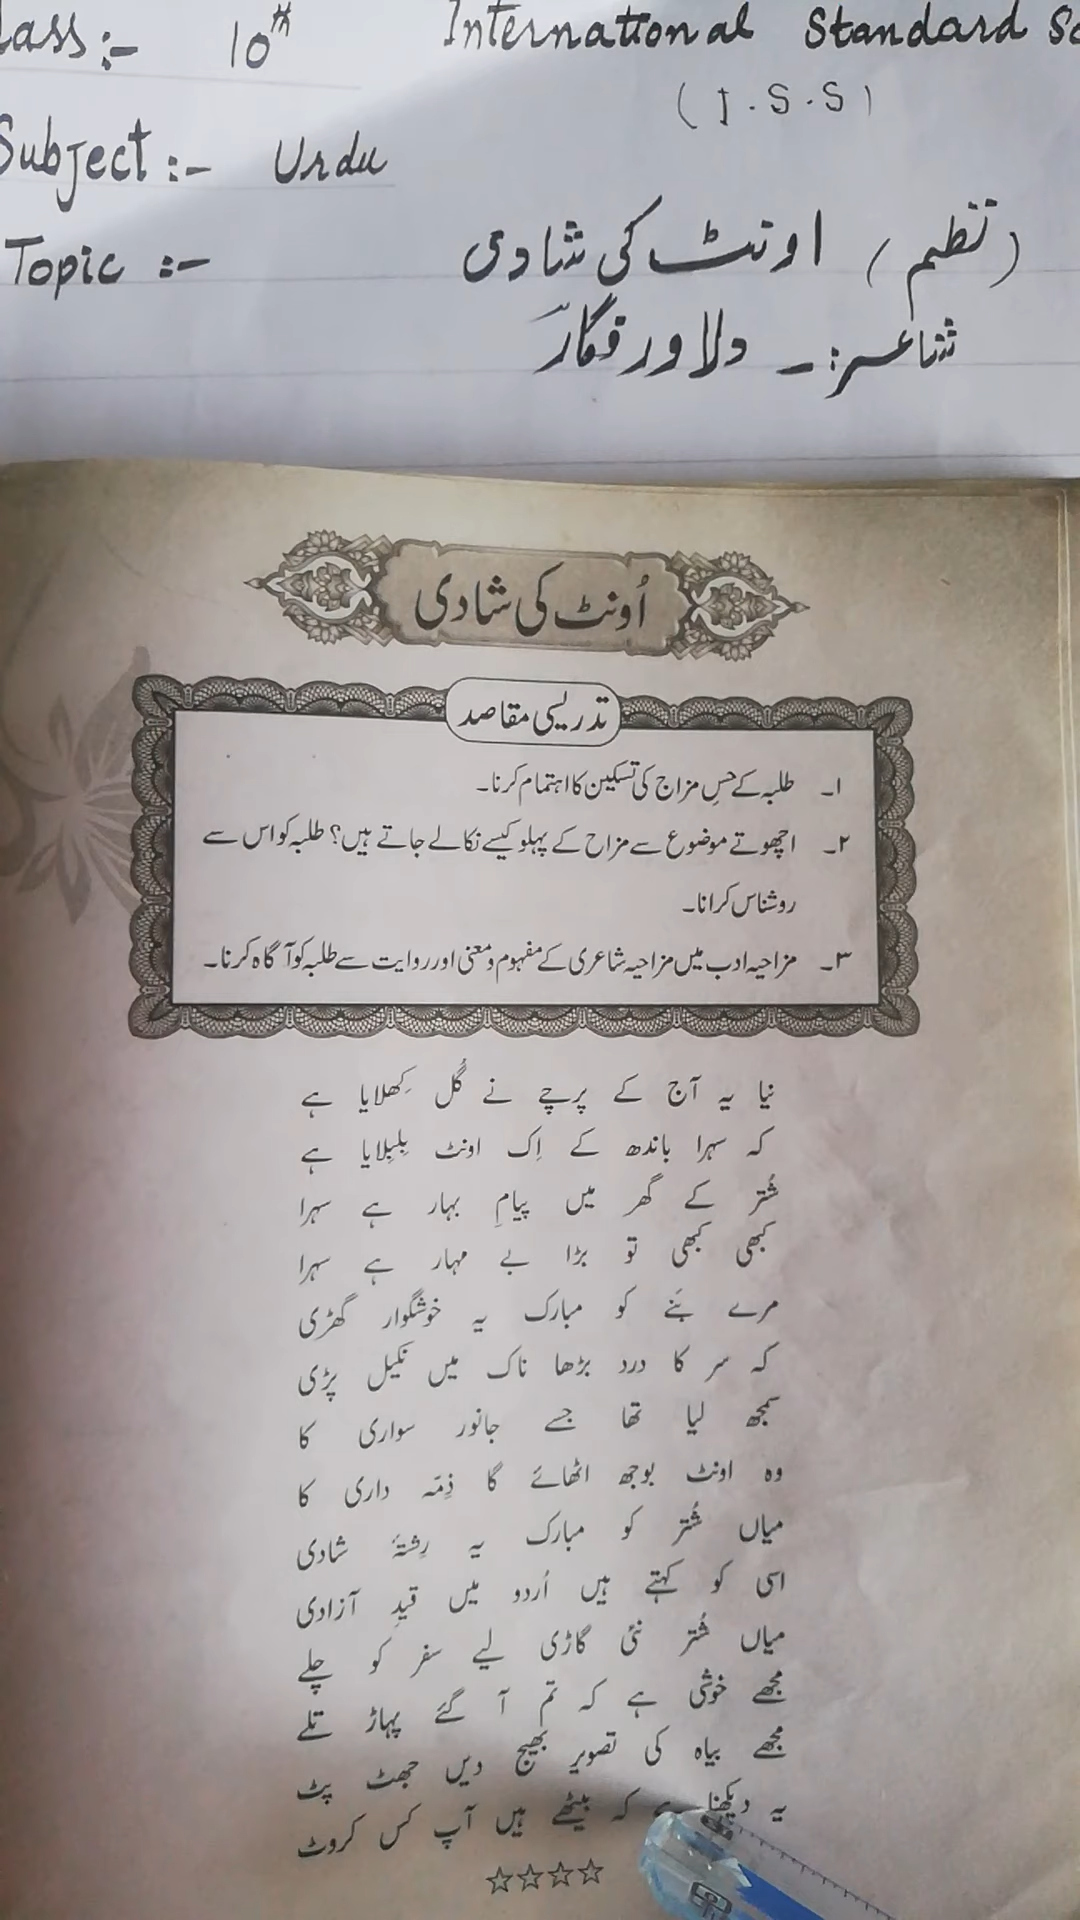 lass :- 10th International Standard Sc
(I.S.S)
Subject :- Urdu
Topic :- (نظم) اونٹ کی شادی
شاعر :- دلاور فگار
اُونٹ کی شادی
تدریسی مقاصد
۱۔ طلبہ کے حسِ مزاح کی تسکین کا اہتمام کرنا۔
۲۔ اچھوتے موضوع سے مزاح کے پہلو کیسے نکالے جاتے ہیں؟ طلبہ کو اس سے
روشناس کرانا۔
۳۔ مزاحیہ ادب میں مزاحیہ شاعری کے مفہوم و معنی اور روایت سے طلبہ کو آگاہ کرنا۔
نیا یہ آج کے پرچے نے گُل کِھلایا ہے
کہ سہرا باندھ کے اِک اونٹ بِلبِلایا ہے
شُتر کے گھر میں پیامِ بہار ہے سہرا
کبھی کبھی تو بڑا بے مہار ہے سہرا
مرے بَنے کو مبارک یہ خوشگوار گھڑی
کہ سر کا درد بڑھا ناک میں نکیل پڑی
سمجھ لیا تھا جسے جانور سواری کا
وہ اونٹ بوجھ اٹھائے گا ذِمّہ داری کا
میاں شُتر کو مبارک یہ رِشتۂ شادی
اسی کو کہتے ہیں اُردو میں قیدِ آزادی
میاں شُتر نئی گاڑی لیے سفر کو چلے
مجھے خوشی ہے کہ تم آ گئے پہاڑ تلے
مجھے بیاہ کی تصویر بھیج دیں جھٹ پٹ
یہ دیکھنا ہے کہ بیٹھے ہیں آپ کس کروٹ